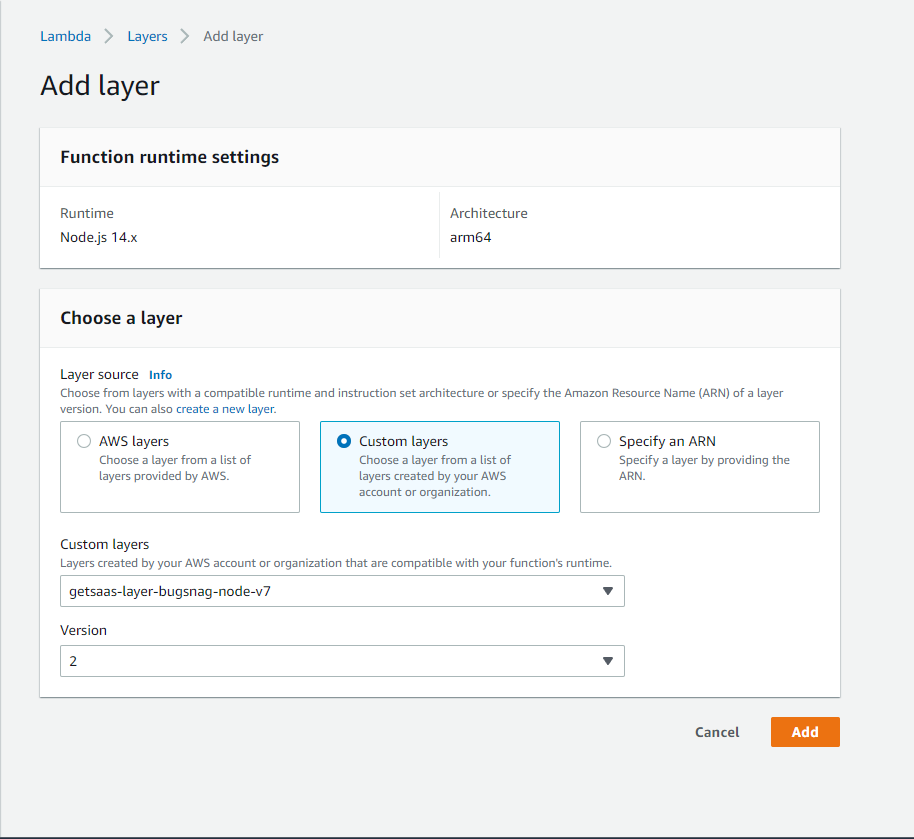 Lambda > Layers > Add layer
Add layer
Function runtime settings
Runtime
Node.js 14.x
Architecture
arm64
Choose a layer
Layer source Info
Choose from layers with a compatible runtime and instruction set architecture or specify the Amazon Resource Name (ARN) of a layer
version. You can also create a new layer.
AWS layers
Choose a layer from a list of
layers provided by AWS.
Custom layers
Choose a layer from a list of
layers created by your AWS
account or organization.
Specify an ARN
Specify a layer by providing the
ARN.
Custom layers
Layers created by your AWS account or organization that are compatible with your function's runtime.
getsaas-layer-bugsnag-node-v7
Version
2
Cancel
Add